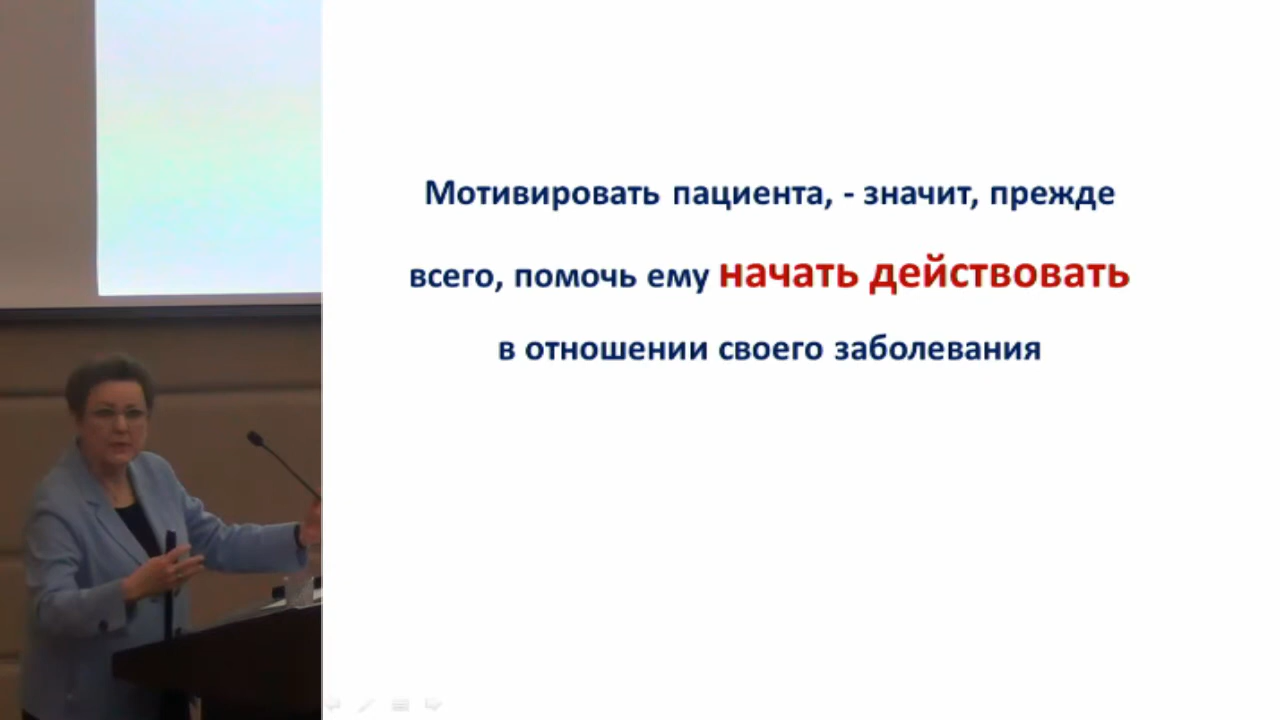 Мотивировать пациента, - значит, прежде
всего, помочь ему начать действовать
в отношении своего заболевания